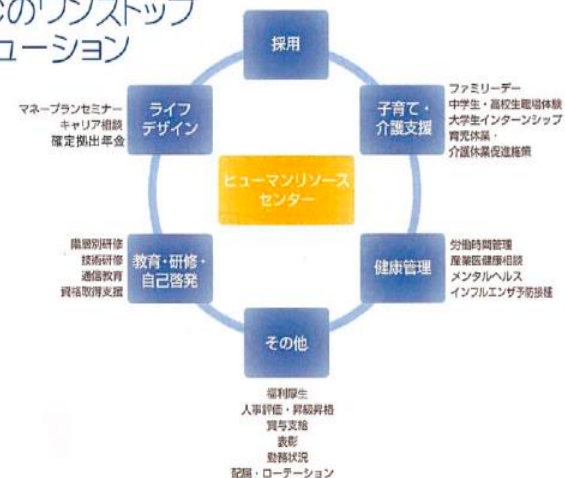 のワンストップ
ューション
採用
ライフ
デザイン
マネープランセミナー
キャリア相談
確定拠出年金
子育て・
介護支援
ファミリーデー
中学生・高校生職場体験
大学生インターンシップ
育児休業・
介護休業促進施策
ヒューマンリソース
センター
教育・研修・
自己啓発
階層別研修
技術研修
通信教育
資格取得支援
健康管理
労働時間管理
産業医健康相談
メンタルヘルス
インフルエンザ予防接種
その他
福利厚生
人事評価・昇級昇格
賞与支給
表彰
勤務状況
配属・ローテーション